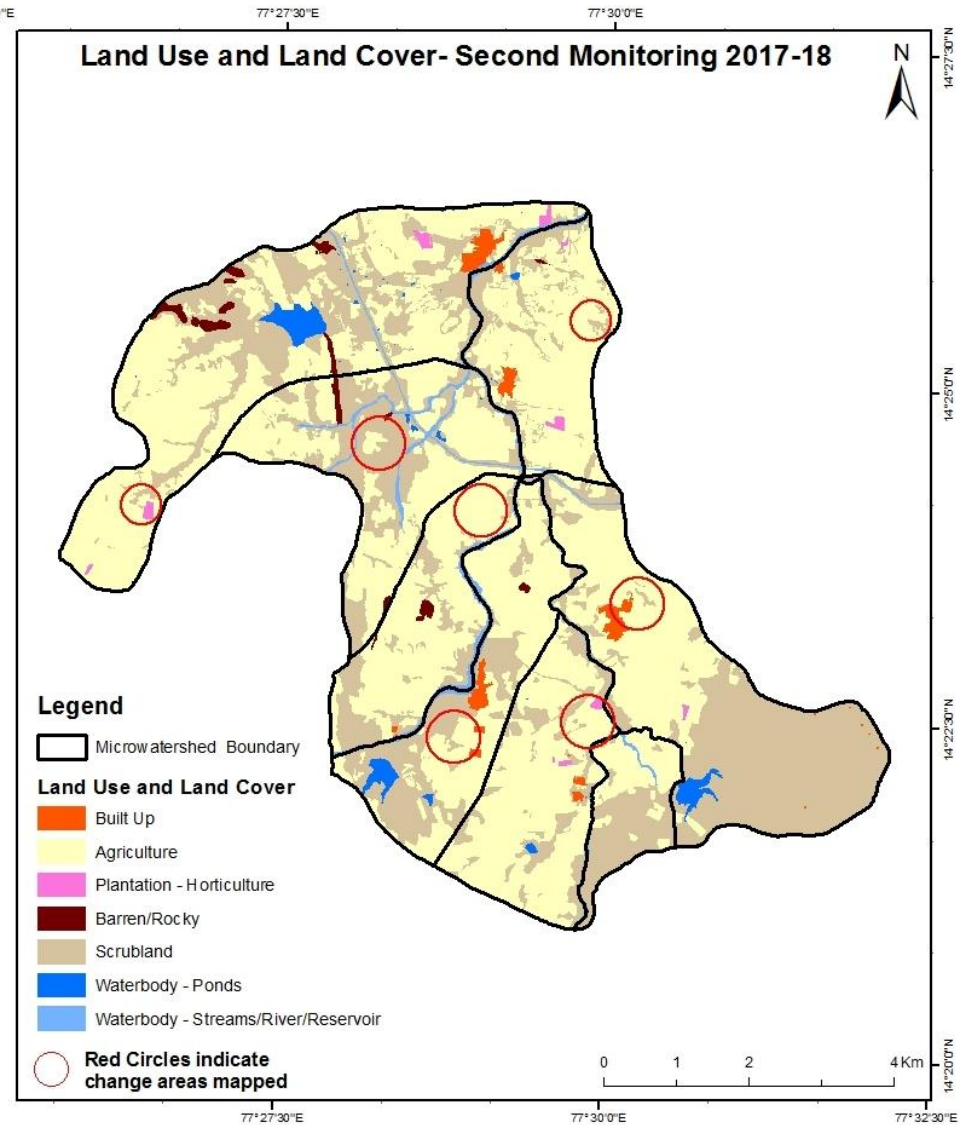 0"E
77°27'30"E
77°30'0"E
Land Use and Land Cover- Second Monitoring 2017-18
N
14°27'30"N
14°25'0"N
14°22'30"N
14°20'0"N
Legend
Microwatershed Boundary
Land Use and Land Cover
Built Up
Agriculture
Plantation - Horticulture
Barren/Rocky
Scrubland
Waterbody - Ponds
Waterbody - Streams/River/Reservoir
Red Circles indicate
change areas mapped
0 1 2 4 Km
77°27'30"E
77°30'0"E
77°32'30"E